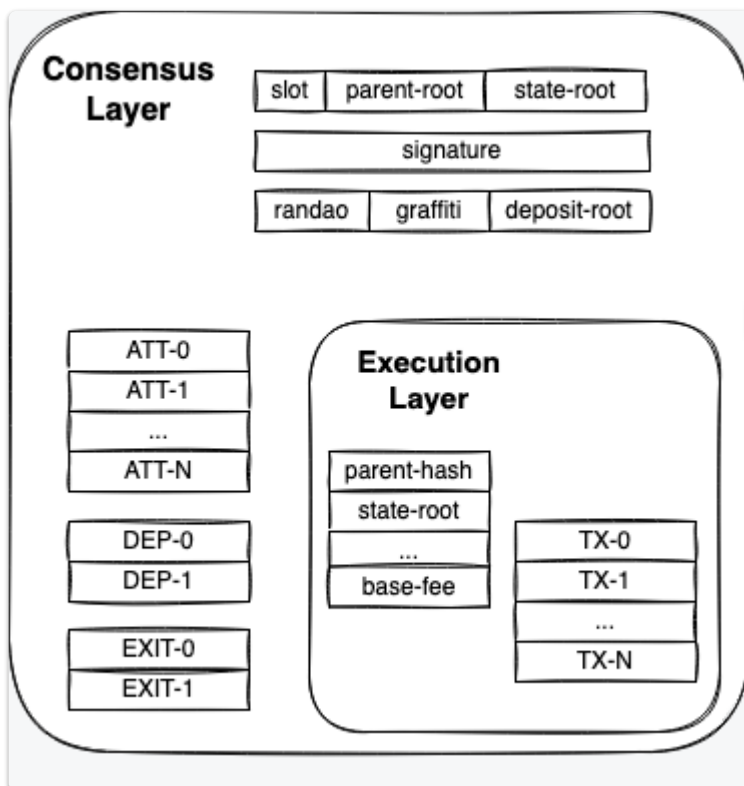 Consensus
Layer
slot parent-root state-root
signature
randao graffiti deposit-root
ATT-0
ATT-1
...
ATT-N
DEP-0
DEP-1
EXIT-0
EXIT-1
Execution
Layer
parent-hash
state-root
...
base-fee
TX-0
TX-1
...
TX-N